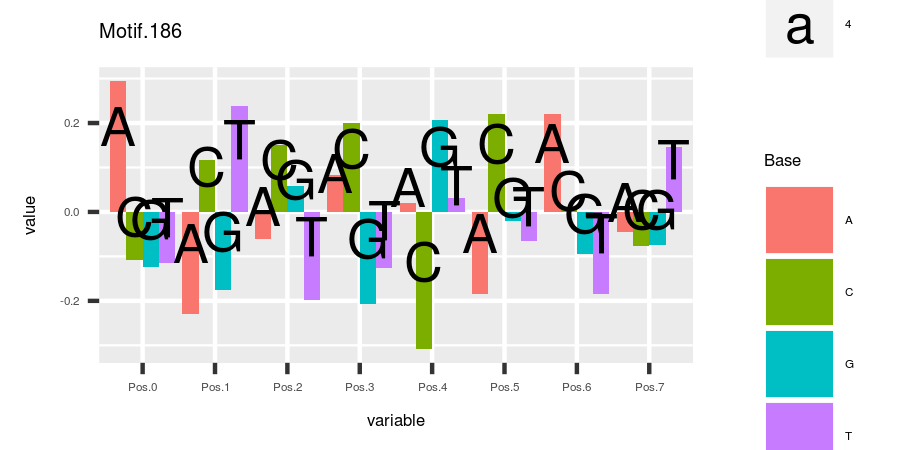 Motif.186
a 4
value
0.2
0.0
-0.2
A C G T
A C G T
A C G T
A C G T
A C G T
A C G T
A C G T
A C G T
Pos.0 Pos.1 Pos.2 Pos.3 Pos.4 Pos.5 Pos.6 Pos.7
variable
Base
A
C
G
T